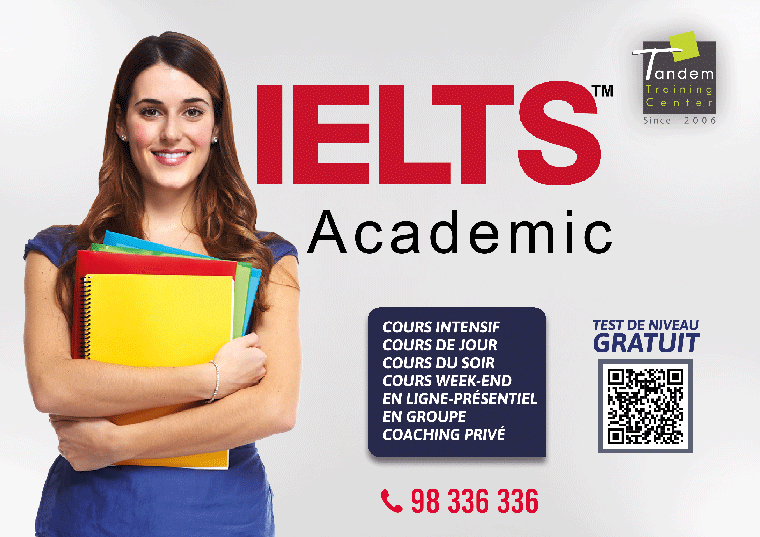 IELTS™
Academic
Tandem
Training
Center
Since 2006
COURS INTENSIF
COURS DE JOUR
COURS DU SOIR
COURS WEEK-END
EN LIGNE-PRÉSENTIEL
EN GROUPE
COACHING PRIVÉ
TEST DE NIVEAU
GRATUIT
98 336 336